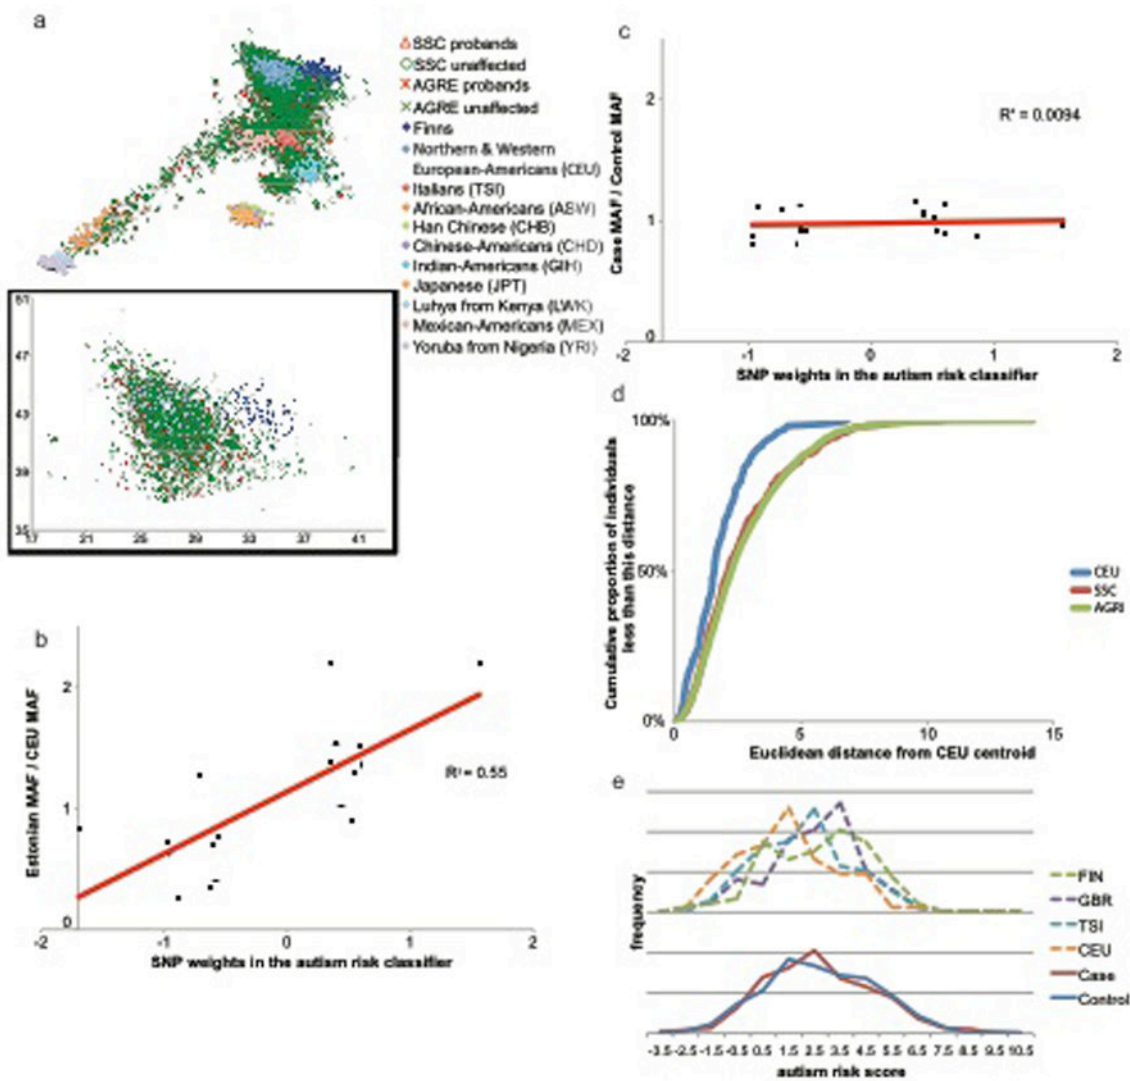 a
SSC probands
SSC unaffected
AGRE probands
AGRE unaffected
Finns
Northern & Western
European-Americans (CEU)
Italians (TSI)
African-Americans (ASW)
Han Chinese (CHB)
Chinese-Americans (CHD)
Indian-Americans (GIH)
Japanese (JPT)
Luhya from Kenya (LWK)
Mexican-Americans (MEX)
Yoruba from Nigeria (YRI)
51
47
43
39
35
17 21 25 29 33 37 41
b
Estonian MAF / CEU MAF
2
1
0
R² = 0.55
-2 -1 0 1 2
SNP weights in the autism risk classifier
c
Case MAF / Control MAF
2
1
0
R² = 0.0094
-2 -1 0 1 2
SNP weights in the autism risk classifier
d
Cumulative proportion of individuals
less than this distance
100%
50%
0%
CEU
SSC
AGRI
0 5 10 15
Euclidean distance from CEU centroid
e
frequency
FIN
GBR
TSI
CEU
Case
Control
-3.5 -2.5 -1.5 -0.5 0.5 1.5 2.5 3.5 4.5 5.5 6.5 7.5 8.5 9.5 10.5
autism risk score